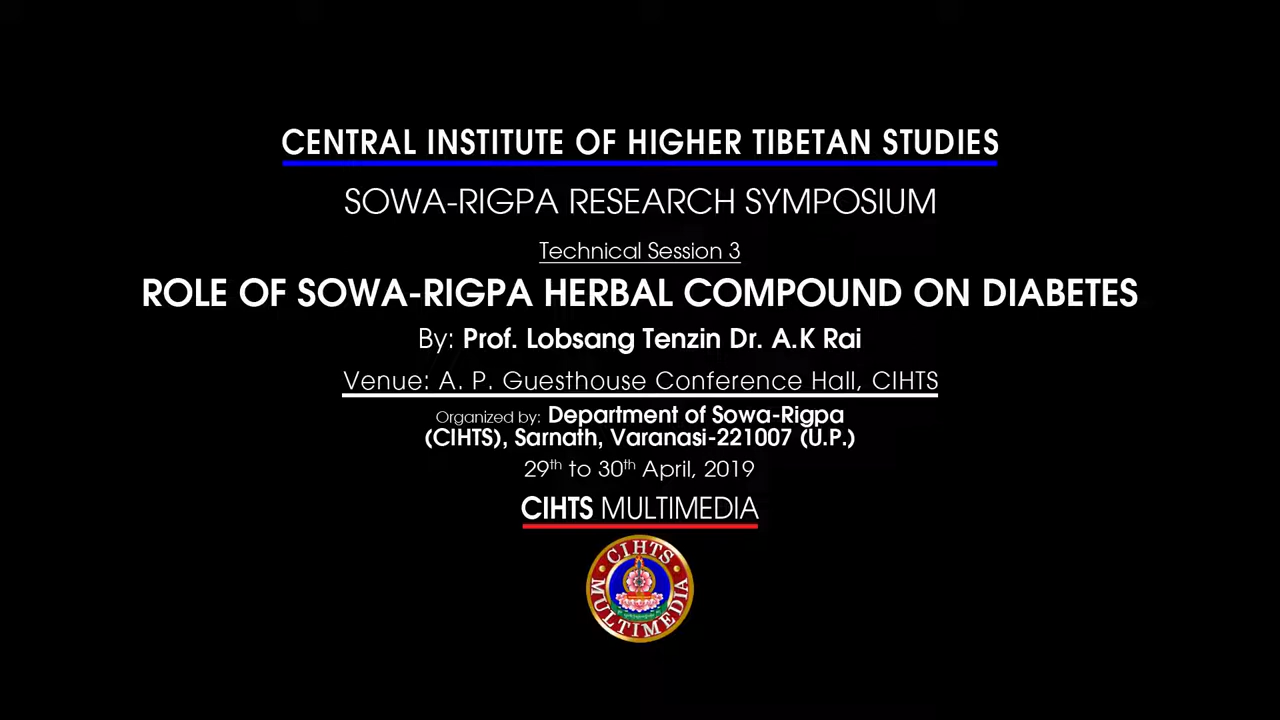 CENTRAL INSTITUTE OF HIGHER TIBETAN STUDIES
SOWA-RIGPA RESEARCH SYMPOSIUM
Technical Session 3
ROLE OF SOWA-RIGPA HERBAL COMPOUND ON DIABETES
By: Prof. Lobsang Tenzin Dr. A.K Rai
Venue: A. P. Guesthouse Conference Hall, CIHTS
Organized by: Department of Sowa-Rigpa
(CIHTS), Sarnath, Varanasi-221007 (U.P.)
29th to 30th April, 2019
CIHTS MULTIMEDIA
CIHTS
MULTIMEDIA